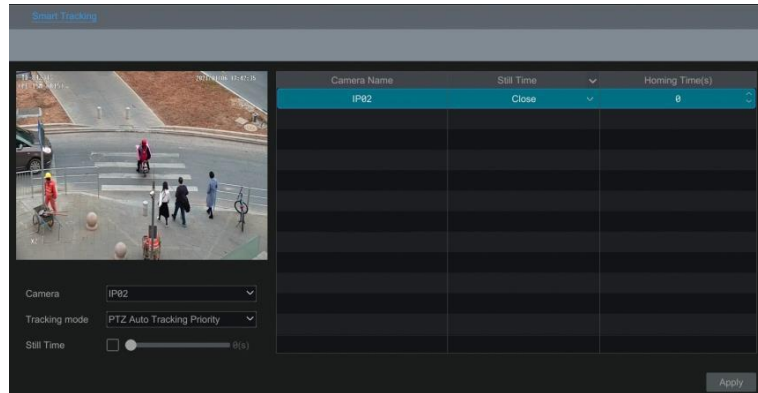 Smart Tracking
Camera Name Still Time Homing Time(s)
IP02 Close 0
Camera IP02
Tracking mode PTZ Auto Tracking Priority
Still Time 0(s)
Apply